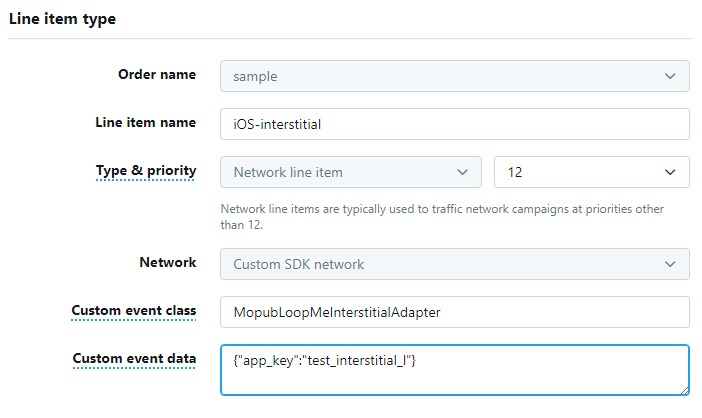 Line item type
Order name sample
Line item name iOS-interstitial
Type & priority Network line item 12
Network line items are typically used to traffic network campaigns at priorities other
than 12.
Network Custom SDK network
Custom event class MopubLoopMeInterstitialAdapter
Custom event data {"app_key":"test_interstitial_l"}